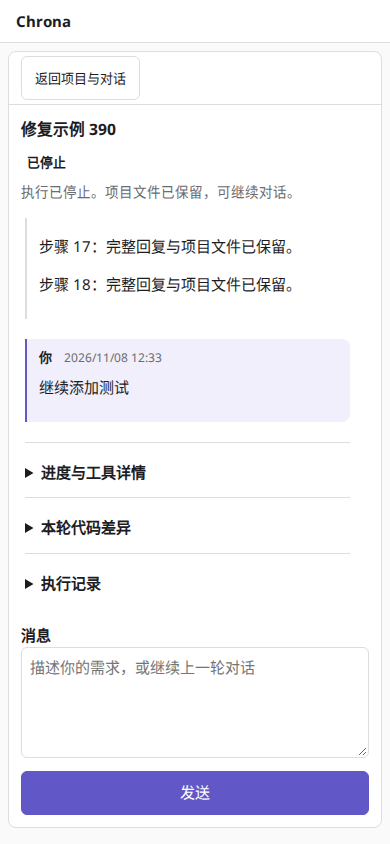 Chrona
返回项目与对话
修复示例 390
已停止
执行已停止。项目文件已保留，可继续对话。
步骤 17：完整回复与项目文件已保留。
步骤 18：完整回复与项目文件已保留。
你 2026/11/08 12:33
继续添加测试
▶ 进度与工具详情
▶ 本轮代码差异
▶ 执行记录
消息
描述你的需求，或继续上一轮对话
发送